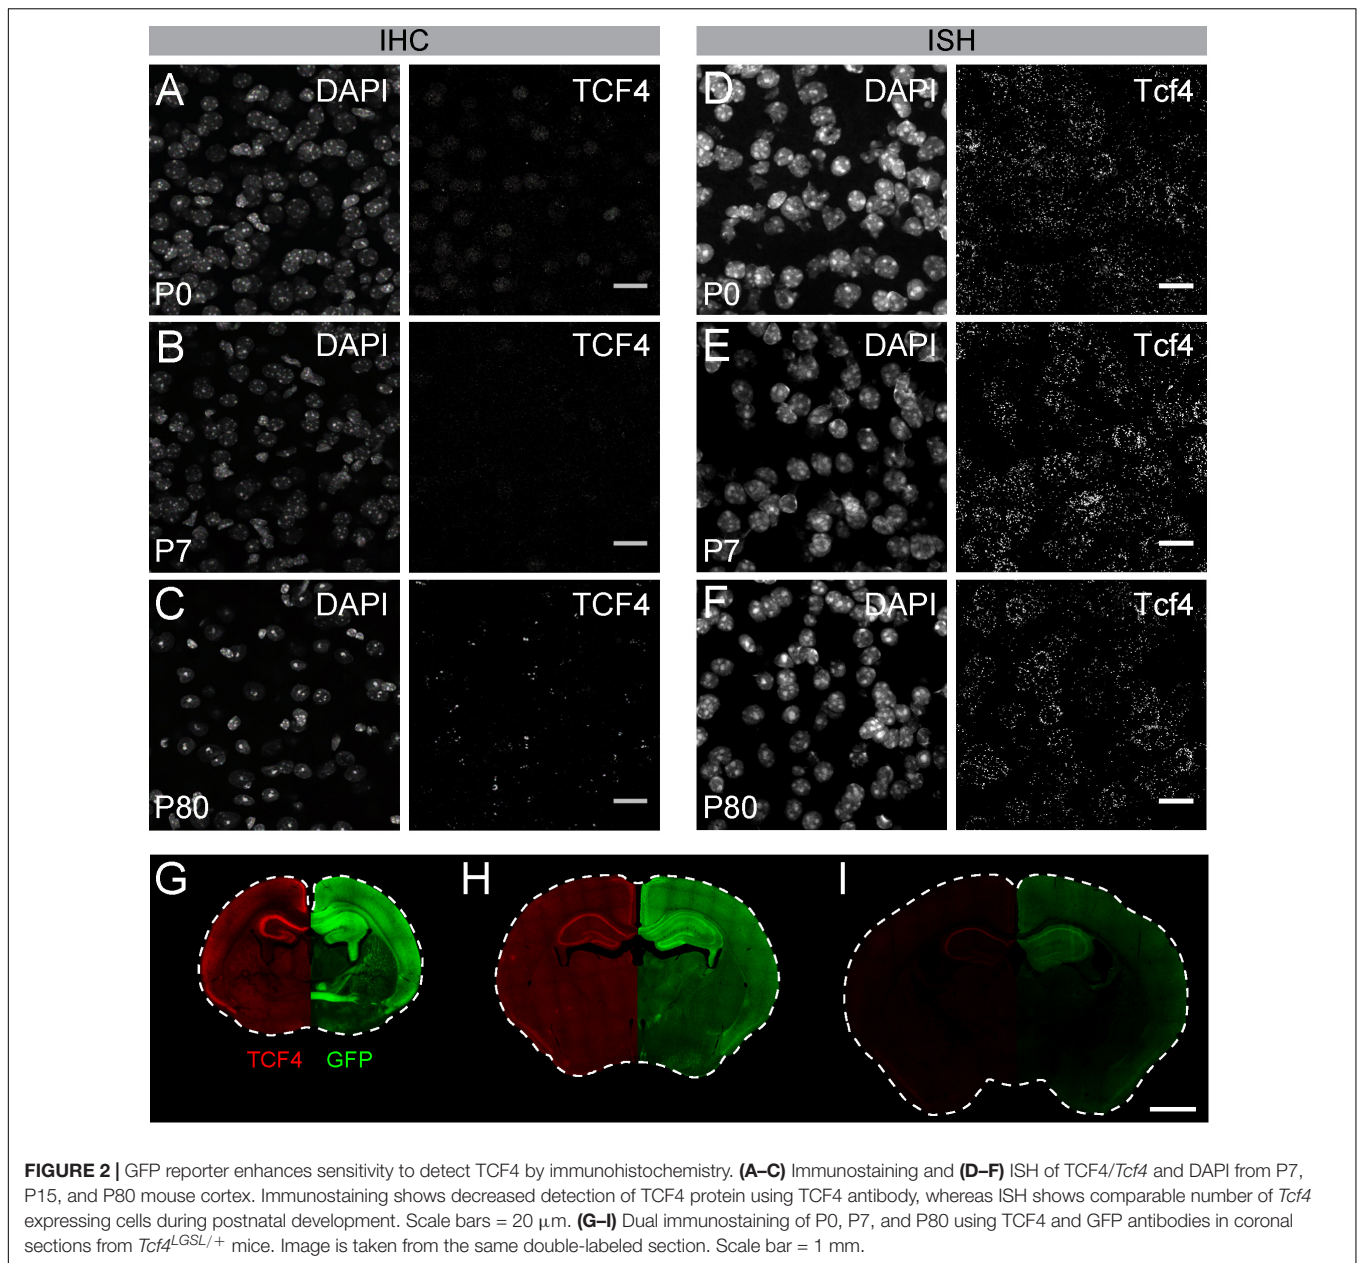 IHC
ISH
A DAPI TCF4
P0
D DAPI Tcf4
P0
B DAPI TCF4
P7
E DAPI Tcf4
P7
C DAPI TCF4
P80
F DAPI Tcf4
P80
G H I
TCF4 GFP
FIGURE 2 | GFP reporter enhances sensitivity to detect TCF4 by immunohistochemistry. (A–C) Immunostaining and (D–F) ISH of TCF4/Tcf4 and DAPI from P7,
P15, and P80 mouse cortex. Immunostaining shows decreased detection of TCF4 protein using TCF4 antibody, whereas ISH shows comparable number of Tcf4
expressing cells during postnatal development. Scale bars = 20 μm. (G–I) Dual immunostaining of P0, P7, and P80 using TCF4 and GFP antibodies in coronal
sections from Tcf4LGSL/+ mice. Image is taken from the same double-labeled section. Scale bar = 1 mm.